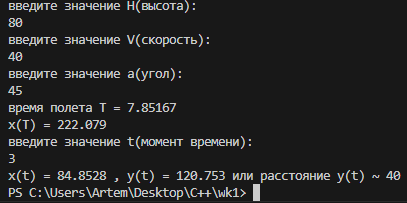 введите значение H(высота):
80
введите значение V(скорость):
40
введите значение a(угол):
45
время полета T = 7.85167
x(T) = 222.079
введите значение t(момент времени):
3
x(t) = 84.8528 , y(t) = 120.753 или расстояние y(t) ~ 40
PS C:\Users\Artem\Desktop\C++\wk1>